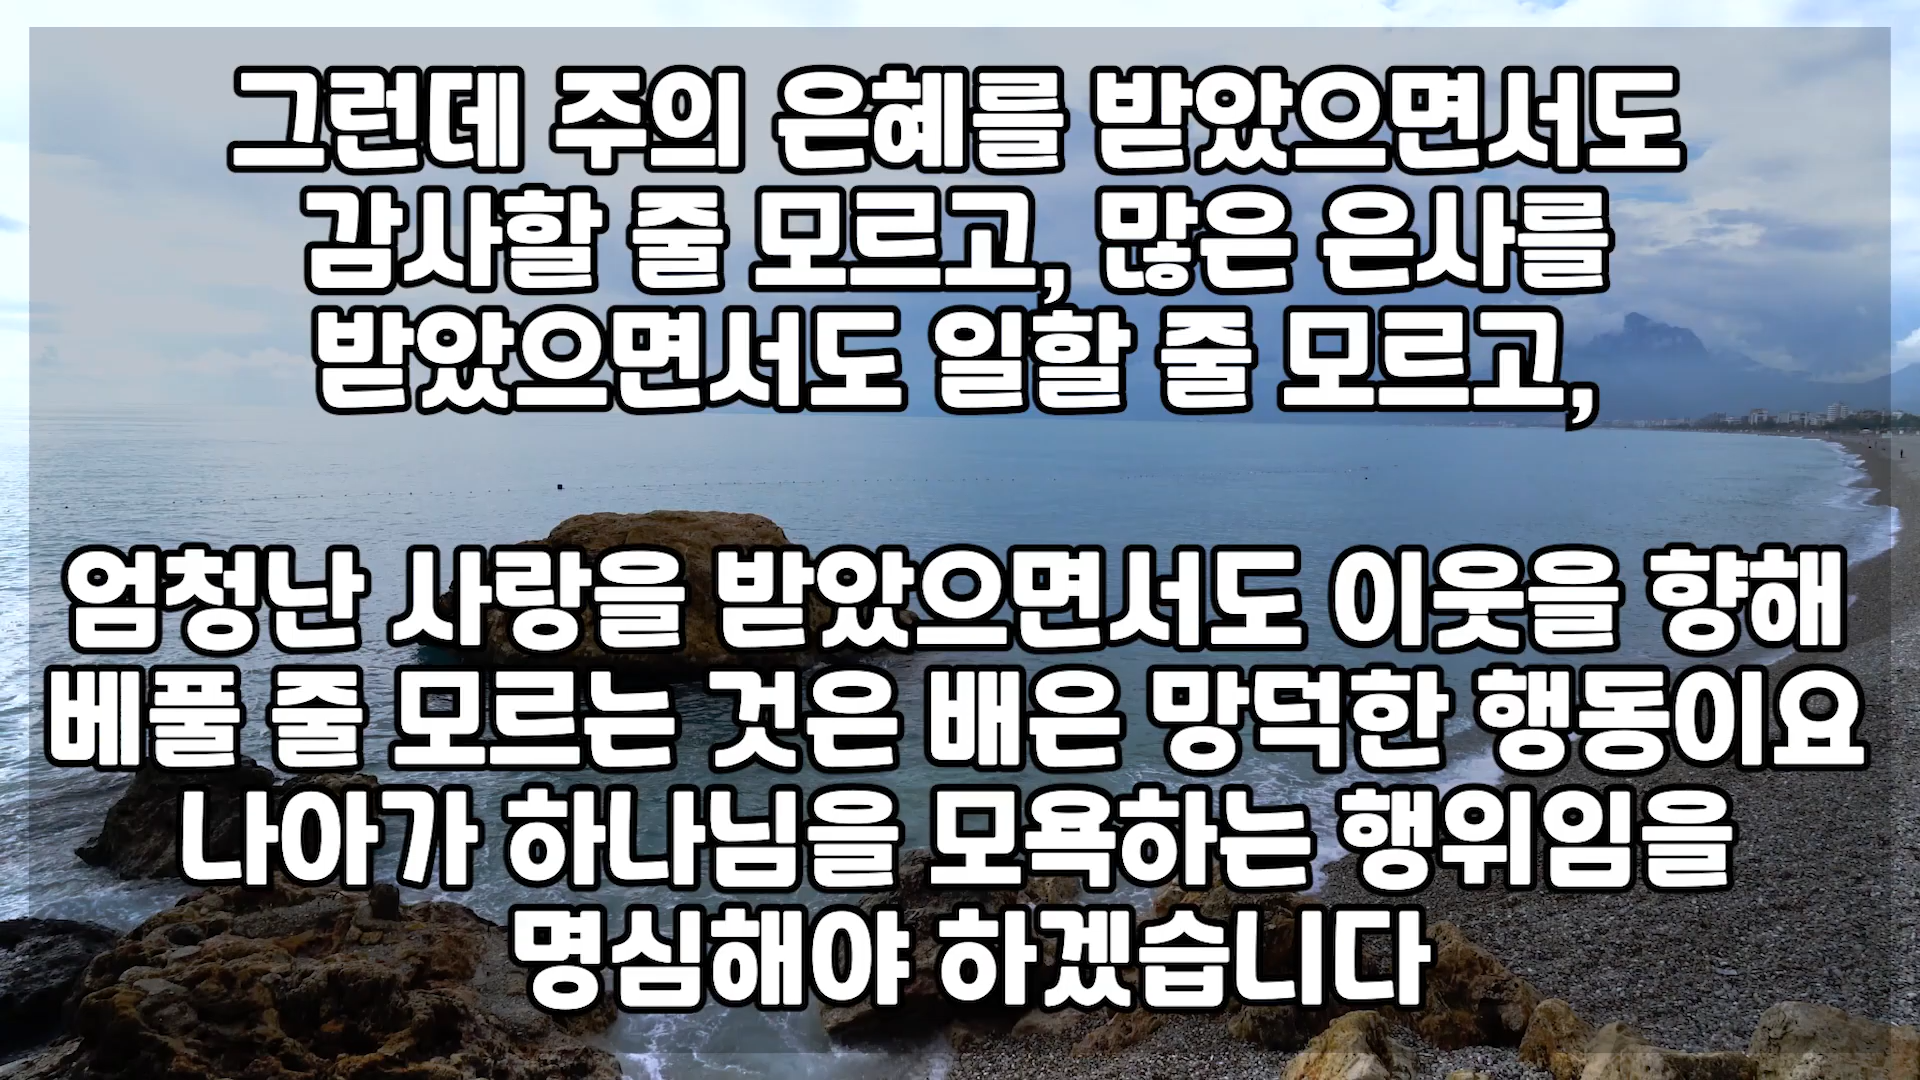 그런데 주의 은혜를 받았으면서도
감사할 줄 모르고, 많은 은사를
받았으면서도 일할 줄 모르고,
엄청난 사랑을 받았으면서도 이웃을 향해
베풀 줄 모르는 것은 배은 망덕한 행동이요
나아가 하나님을 모욕하는 행위임을
명심해야 하겠습니다